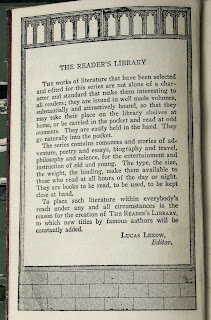 THE READER'S LIBRARY
THE works of literature that have been selected
and edited for this series are not alone of a char-
acter and standard that make them interesting to
all readers; they are issued in well made volumes,
substantially and attractively bound, so that they
may take their place on the library shelves at
home, or be carried in the pocket and read at odd
moments. They are easily held in the hand. They
go naturally into the pocket.
The series contains romances and stories of ad-
venture, poetry and essays, biography and travel,
philosophy and science, for the entertainment and
instruction of old and young. The type, the size,
the weight, the binding, make them available to
those who read at all hours of the day or night.
They are books to be read, to be used, to be kept
close at hand.
To place such literature within everybody's
reach under any and all circumstances is the
reason for the creation of THE READER'S LIBRARY,
to which new titles by famous authors will be
constantly added.
LUCAS LEXOW,
Editor,